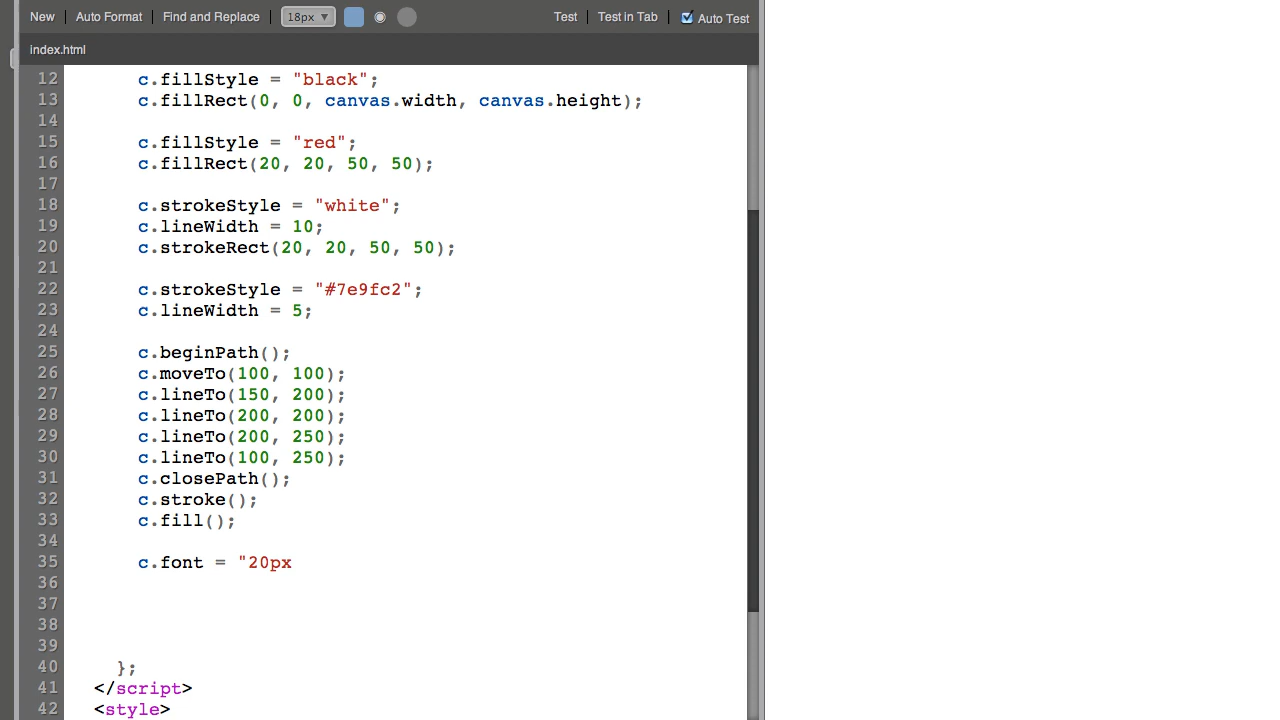 New Auto Format Find and Replace 18px Test Test in Tab Auto Test
index.html
12 c.fillStyle = "black";
13 c.fillRect(0, 0, canvas.width, canvas.height);
14
15 c.fillStyle = "red";
16 c.fillRect(20, 20, 50, 50);
17
18 c.strokeStyle = "white";
19 c.lineWidth = 10;
20 c.strokeRect(20, 20, 50, 50);
21
22 c.strokeStyle = "#7e9fc2";
23 c.lineWidth = 5;
24
25 c.beginPath();
26 c.moveTo(100, 100);
27 c.lineTo(150, 200);
28 c.lineTo(200, 200);
29 c.lineTo(200, 250);
30 c.lineTo(100, 250);
31 c.closePath();
32 c.stroke();
33 c.fill();
34
35 c.font = "20px
36
37
38
39
40 };
41 </script>
42 <style>